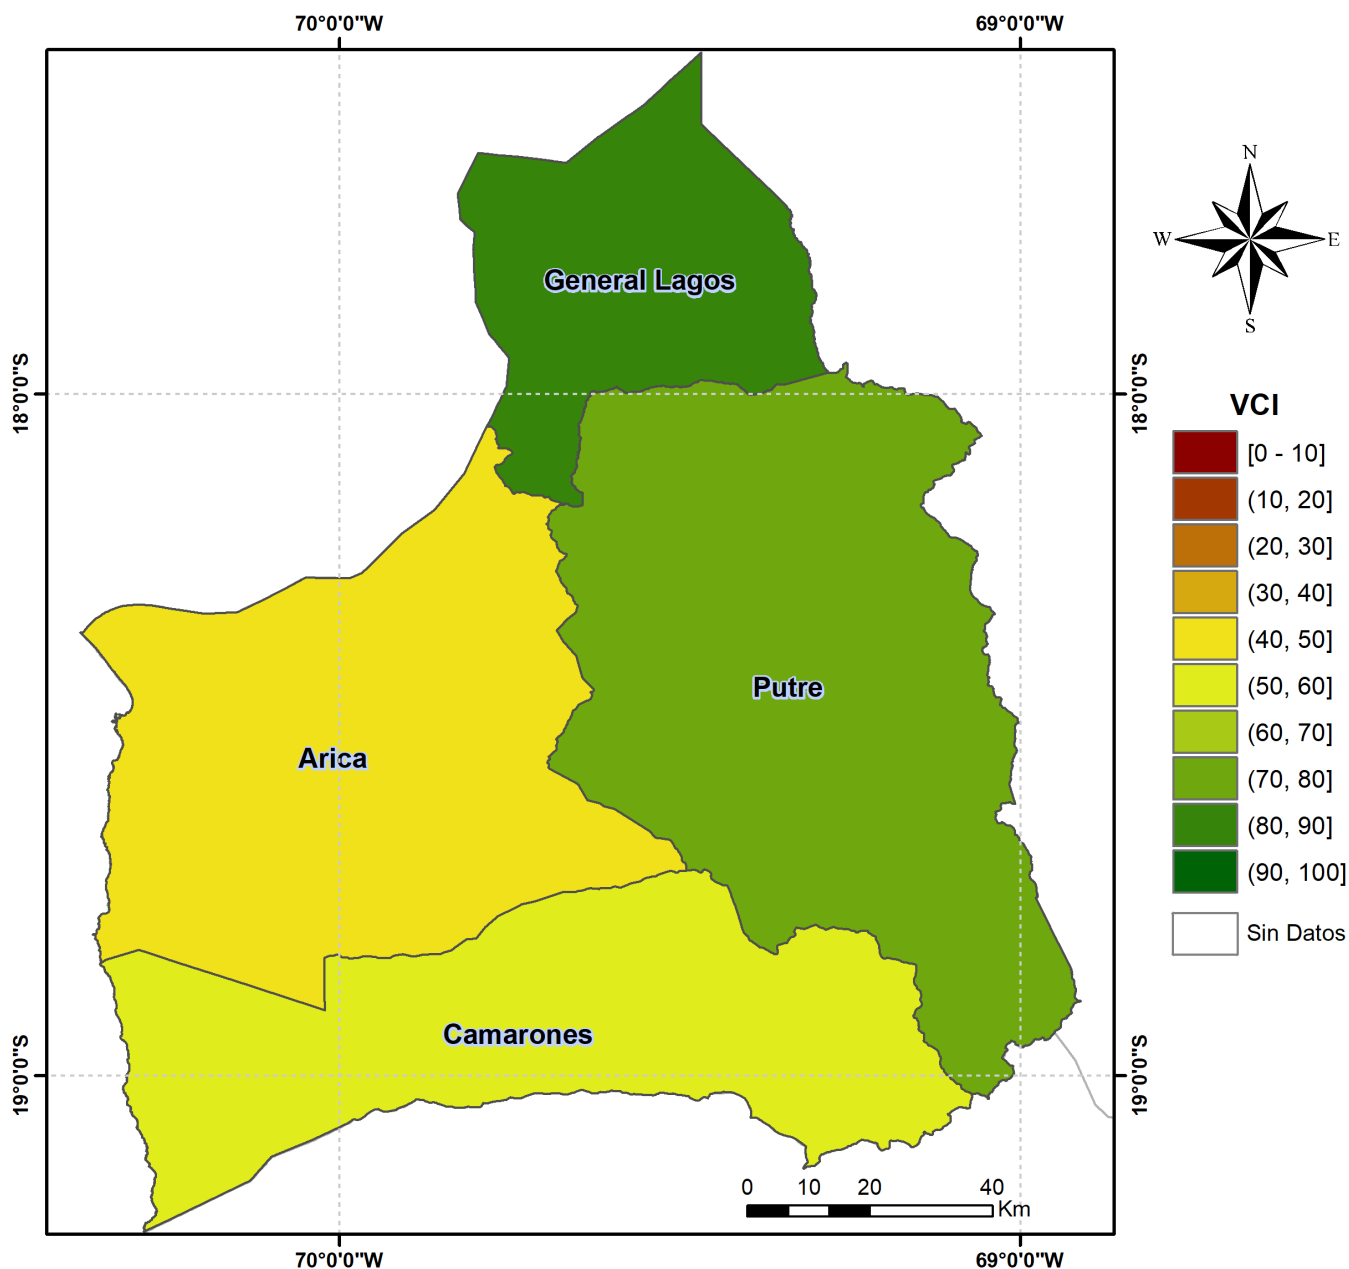 70°0'0"W 69°0'0"W
N
W E
S
General Lagos
18°0'0"S 18°0'0"S
VCI
[0 - 10]
(10, 20]
(20, 30]
(30, 40]
(40, 50]
(50, 60]
(60, 70]
(70, 80]
(80, 90]
(90, 100]
Sin Datos
Putre
Arica
Camarones
19°0'0"S 19°0'0"S
0 10 20 40
Km
70°0'0"W 69°0'0"W